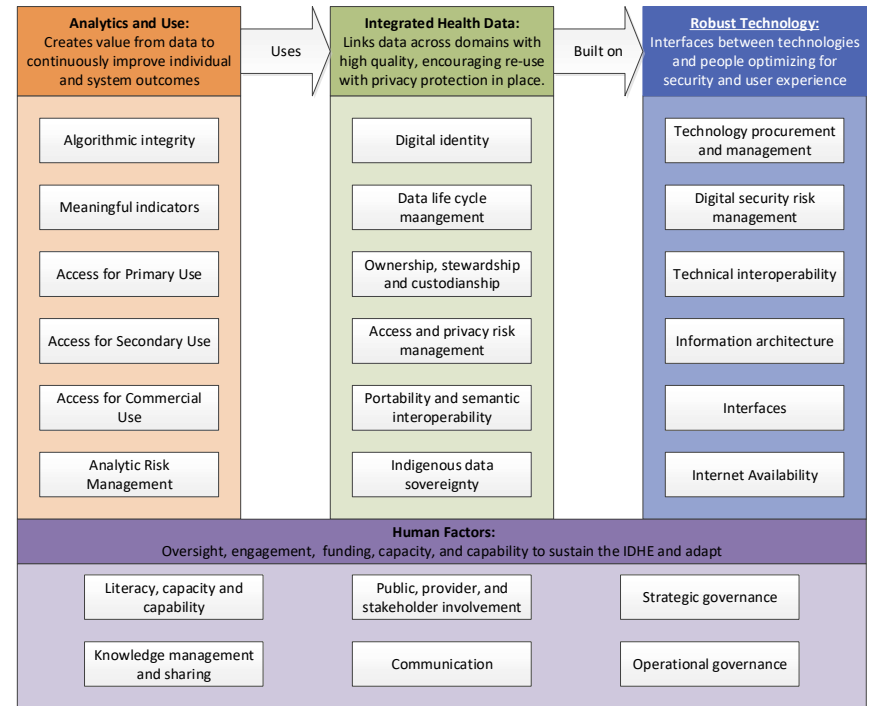 Analytics and Use:
Creates value from data to
continuously improve individual
and system outcomes
Uses
Integrated Health Data:
Links data across domains with
high quality, encouraging re-use
with privacy protection in place.
Built on
Robust Technology:
Interfaces between technologies
and people optimizing for
security and user experience
Algorithmic integrity
Meaningful indicators
Access for Primary Use
Access for Secondary Use
Access for Commercial
Use
Analytic Risk
Management
Digital identity
Data life cycle
maangement
Ownership, stewardship
and custodianship
Access and privacy risk
management
Portability and semantic
interoperability
Indigenous data
sovereignty
Technology procurement
and management
Digital security risk
management
Technical interoperability
Information architecture
Interfaces
Internet Availability
Human Factors:
Oversight, engagement, funding, capacity, and capability to sustain the IDHE and adapt
Literacy, capacity and
capability
Public, provider, and
stakeholder involvement
Strategic governance
Knowledge management
and sharing
Communication
Operational governance